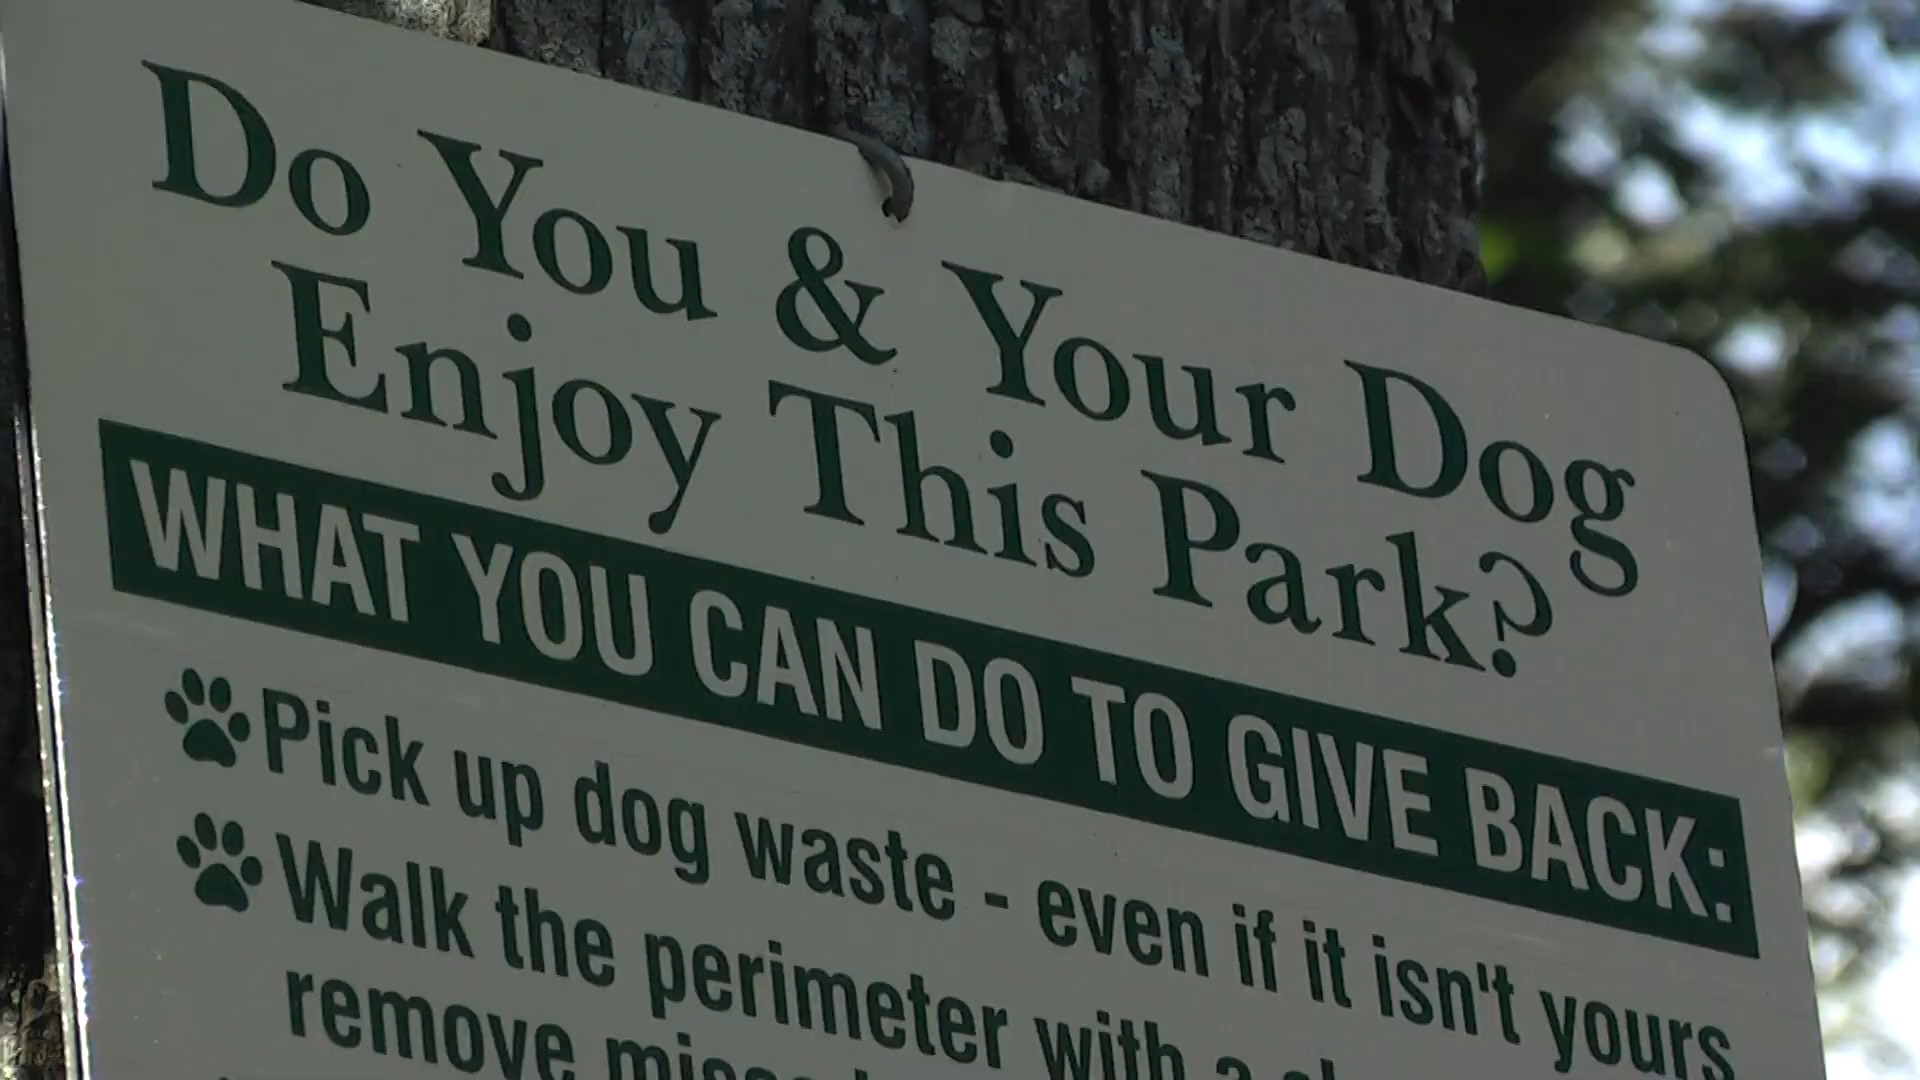 Do You & Your Dog
Enjoy This Park?
WHAT YOU CAN DO TO GIVE BACK:
Pick up dog waste - even if it isn't yours
Walk the perimeter with a
remove